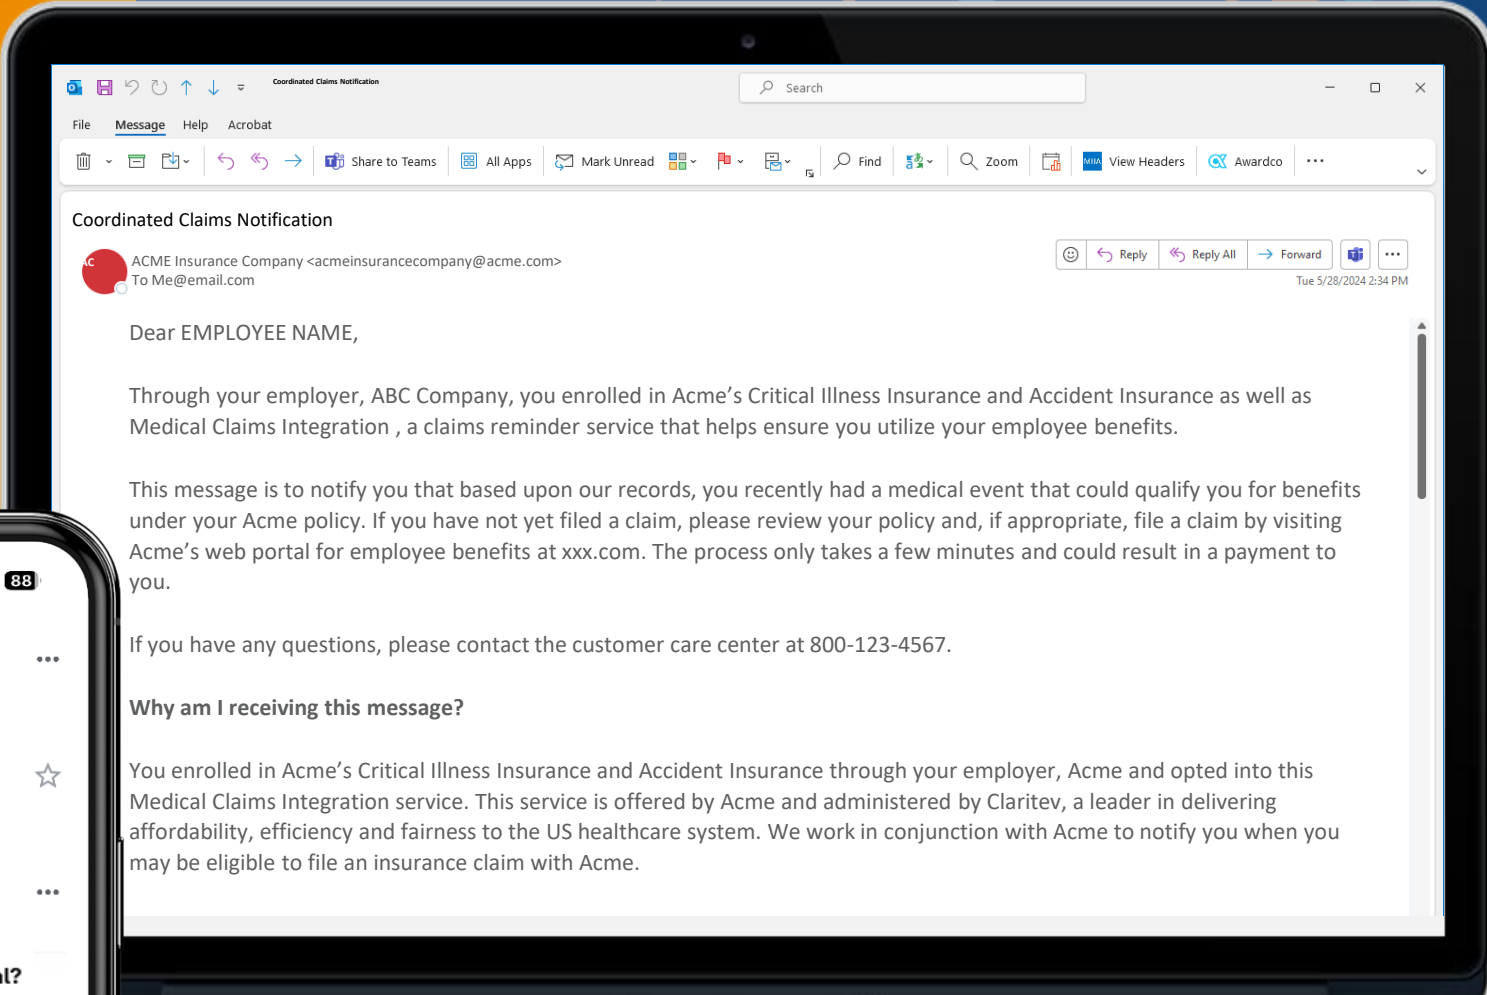 Coordinated Claims Notification
Search
File Message Help Acrobat
Share to Teams All Apps Mark Unread Find Zoom MIIA View Headers Awardco
Coordinated Claims Notification
AC
ACME Insurance Company <acmeinsurancecompany@acme.com>
To Me@email.com
Reply Reply All Forward
Tue 5/28/2024 2:34 PM
Dear EMPLOYEE NAME,
Through your employer, ABC Company, you enrolled in Acme’s Critical Illness Insurance and Accident Insurance as well as
Medical Claims Integration , a claims reminder service that helps ensure you utilize your employee benefits.
This message is to notify you that based upon our records, you recently had a medical event that could qualify you for benefits
under your Acme policy. If you have not yet filed a claim, please review your policy and, if appropriate, file a claim by visiting
Acme’s web portal for employee benefits at xxx.com. The process only takes a few minutes and could result in a payment to
you.
If you have any questions, please contact the customer care center at 800-123-4567.
Why am I receiving this message?
You enrolled in Acme’s Critical Illness Insurance and Accident Insurance through your employer, Acme and opted into this
Medical Claims Integration service. This service is offered by Acme and administered by Claritev, a leader in delivering
affordability, efficiency and fairness to the US healthcare system. We work in conjunction with Acme to notify you when you
may be eligible to file an insurance claim with Acme.
88